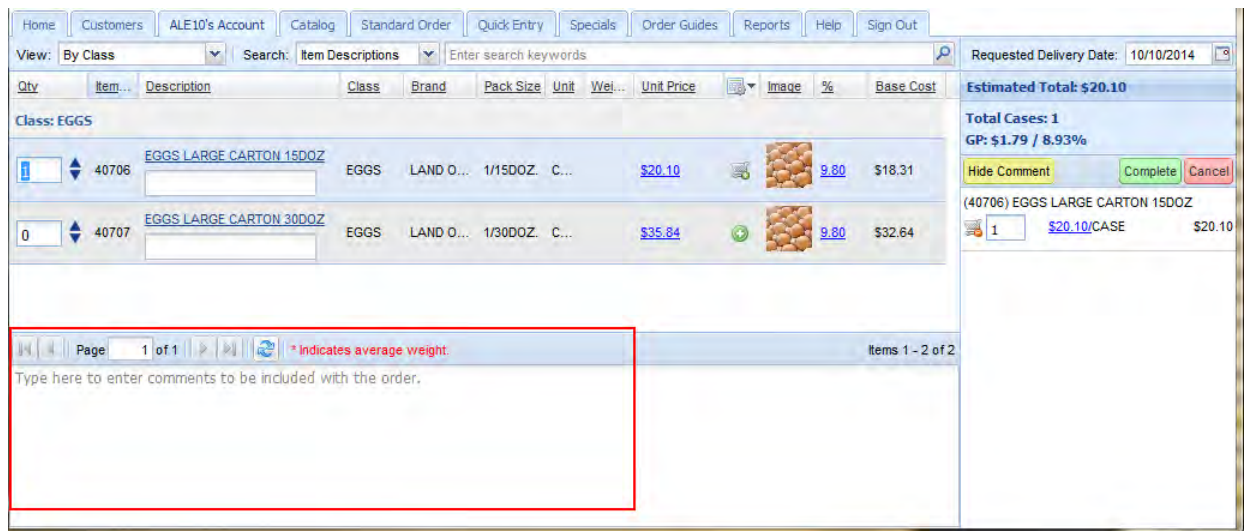 Home Customers ALE10's Account Catalog Standard Order Quick Entry Specials Order Guides Reports Help Sign Out
View: By Class Search: Item Descriptions Enter search keywords Requested Delivery Date: 10/10/2014
Qty Item... Description Class Brand Pack Size Unit Wei... Unit Price Image % Base Cost
Estimated Total: $20.10
Class: EGGS
Total Cases: 1
GP: $1.79 / 8.93%
1 40706 EGGS LARGE CARTON 15DOZ EGGS LAND O... 1/15DOZ. C... $20.10 9.80 $18.31
Hide Comment Complete Cancel
(40706) EGGS LARGE CARTON 15DOZ
1 $20.10/CASE $20.10
0 40707 EGGS LARGE CARTON 30DOZ EGGS LAND O... 1/30DOZ. C... $35.84 9.80 $32.64
Page 1 of 1 * Indicates average weight. Items 1 - 2 of 2
Type here to enter comments to be included with the order.